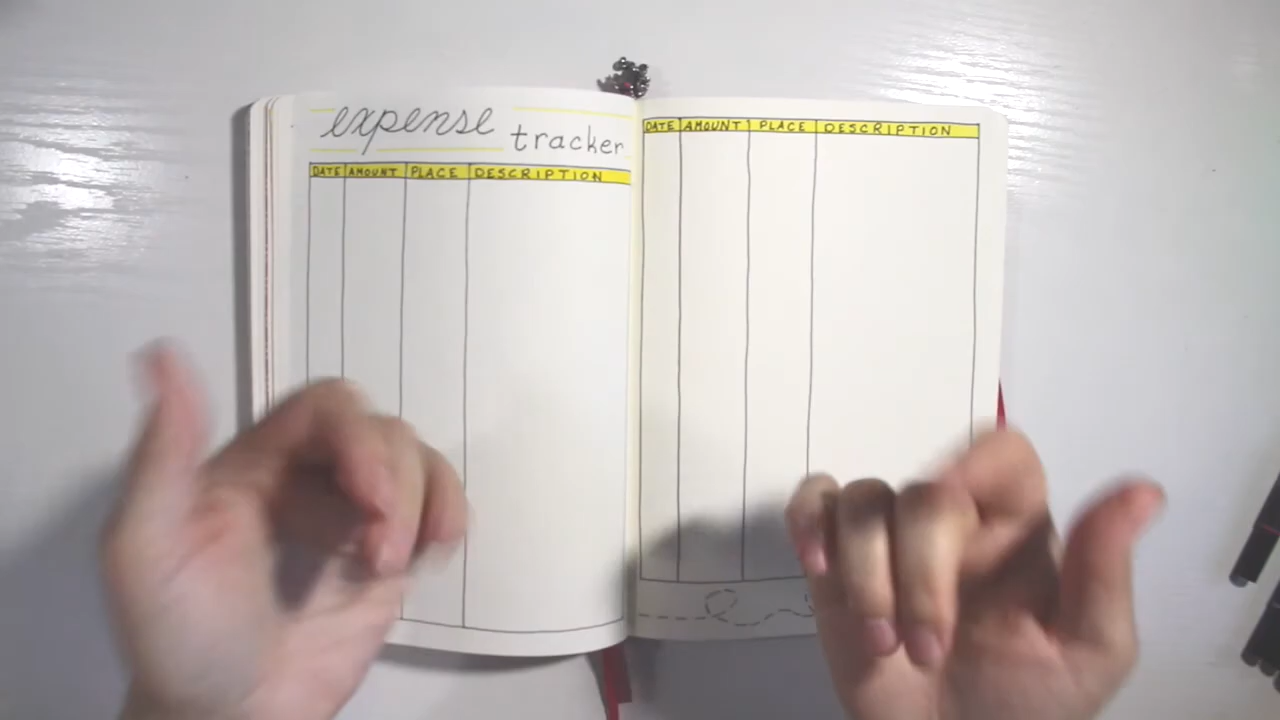 expense
tracker
DATE AMOUNT PLACE DESCRIPTION
DATE AMOUNT PLACE DESCRIPTION